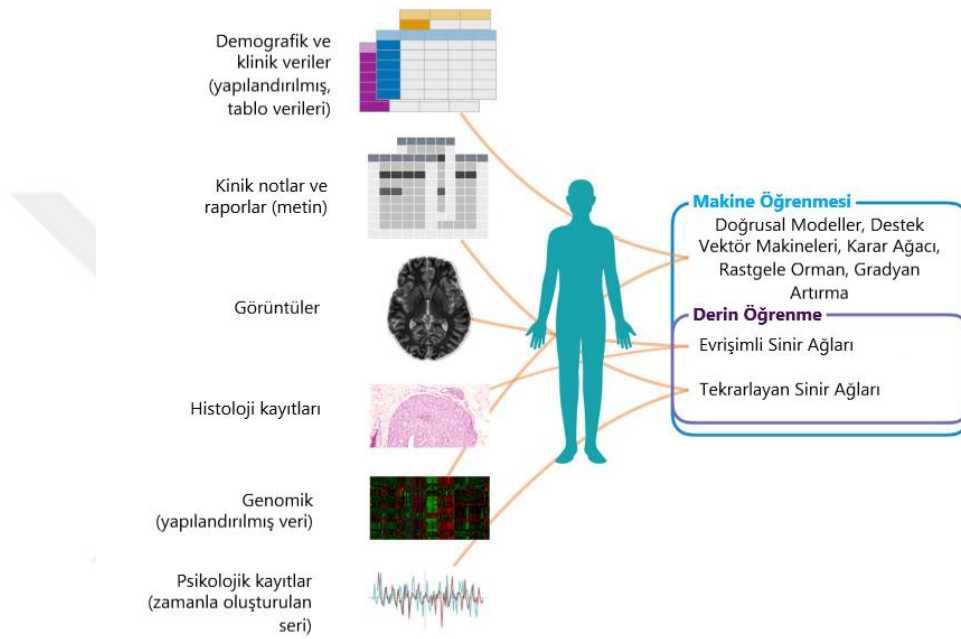 Demografik ve
klinik veriler
(yapılandırılmış,
tablo verileri)
Kinik notlar ve
raporlar (metin)
Görüntüler
Histoloji kayıtları
Genomik
(yapılandırılmış veri)
Psikolojik kayıtlar
(zamanla oluşturulan
seri)
Makine Öğrenmesi
Doğrusal Modeller, Destek
Vektör Makineleri, Karar Ağacı,
Rastgele Orman, Gradyan
Artırma
Derin Öğrenme
Evrişimli Sinir Ağları
Tekrarlayan Sinir Ağları